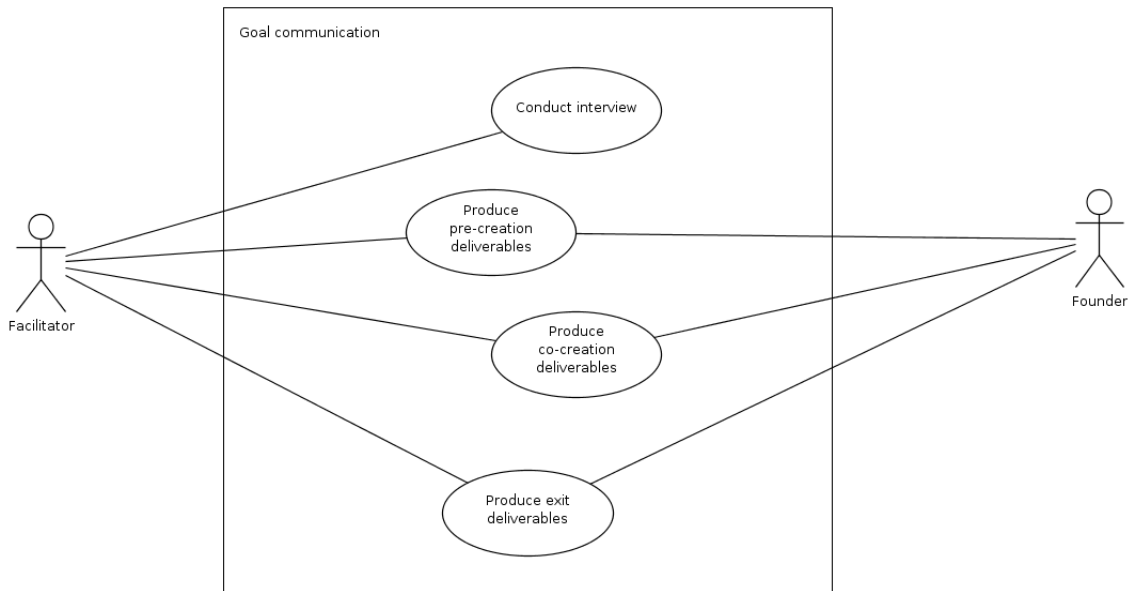 Goal communication
Conduct interview
Produce
pre-creation
deliverables
Facilitator
Founder
Produce
co-creation
deliverables
Produce exit
deliverables